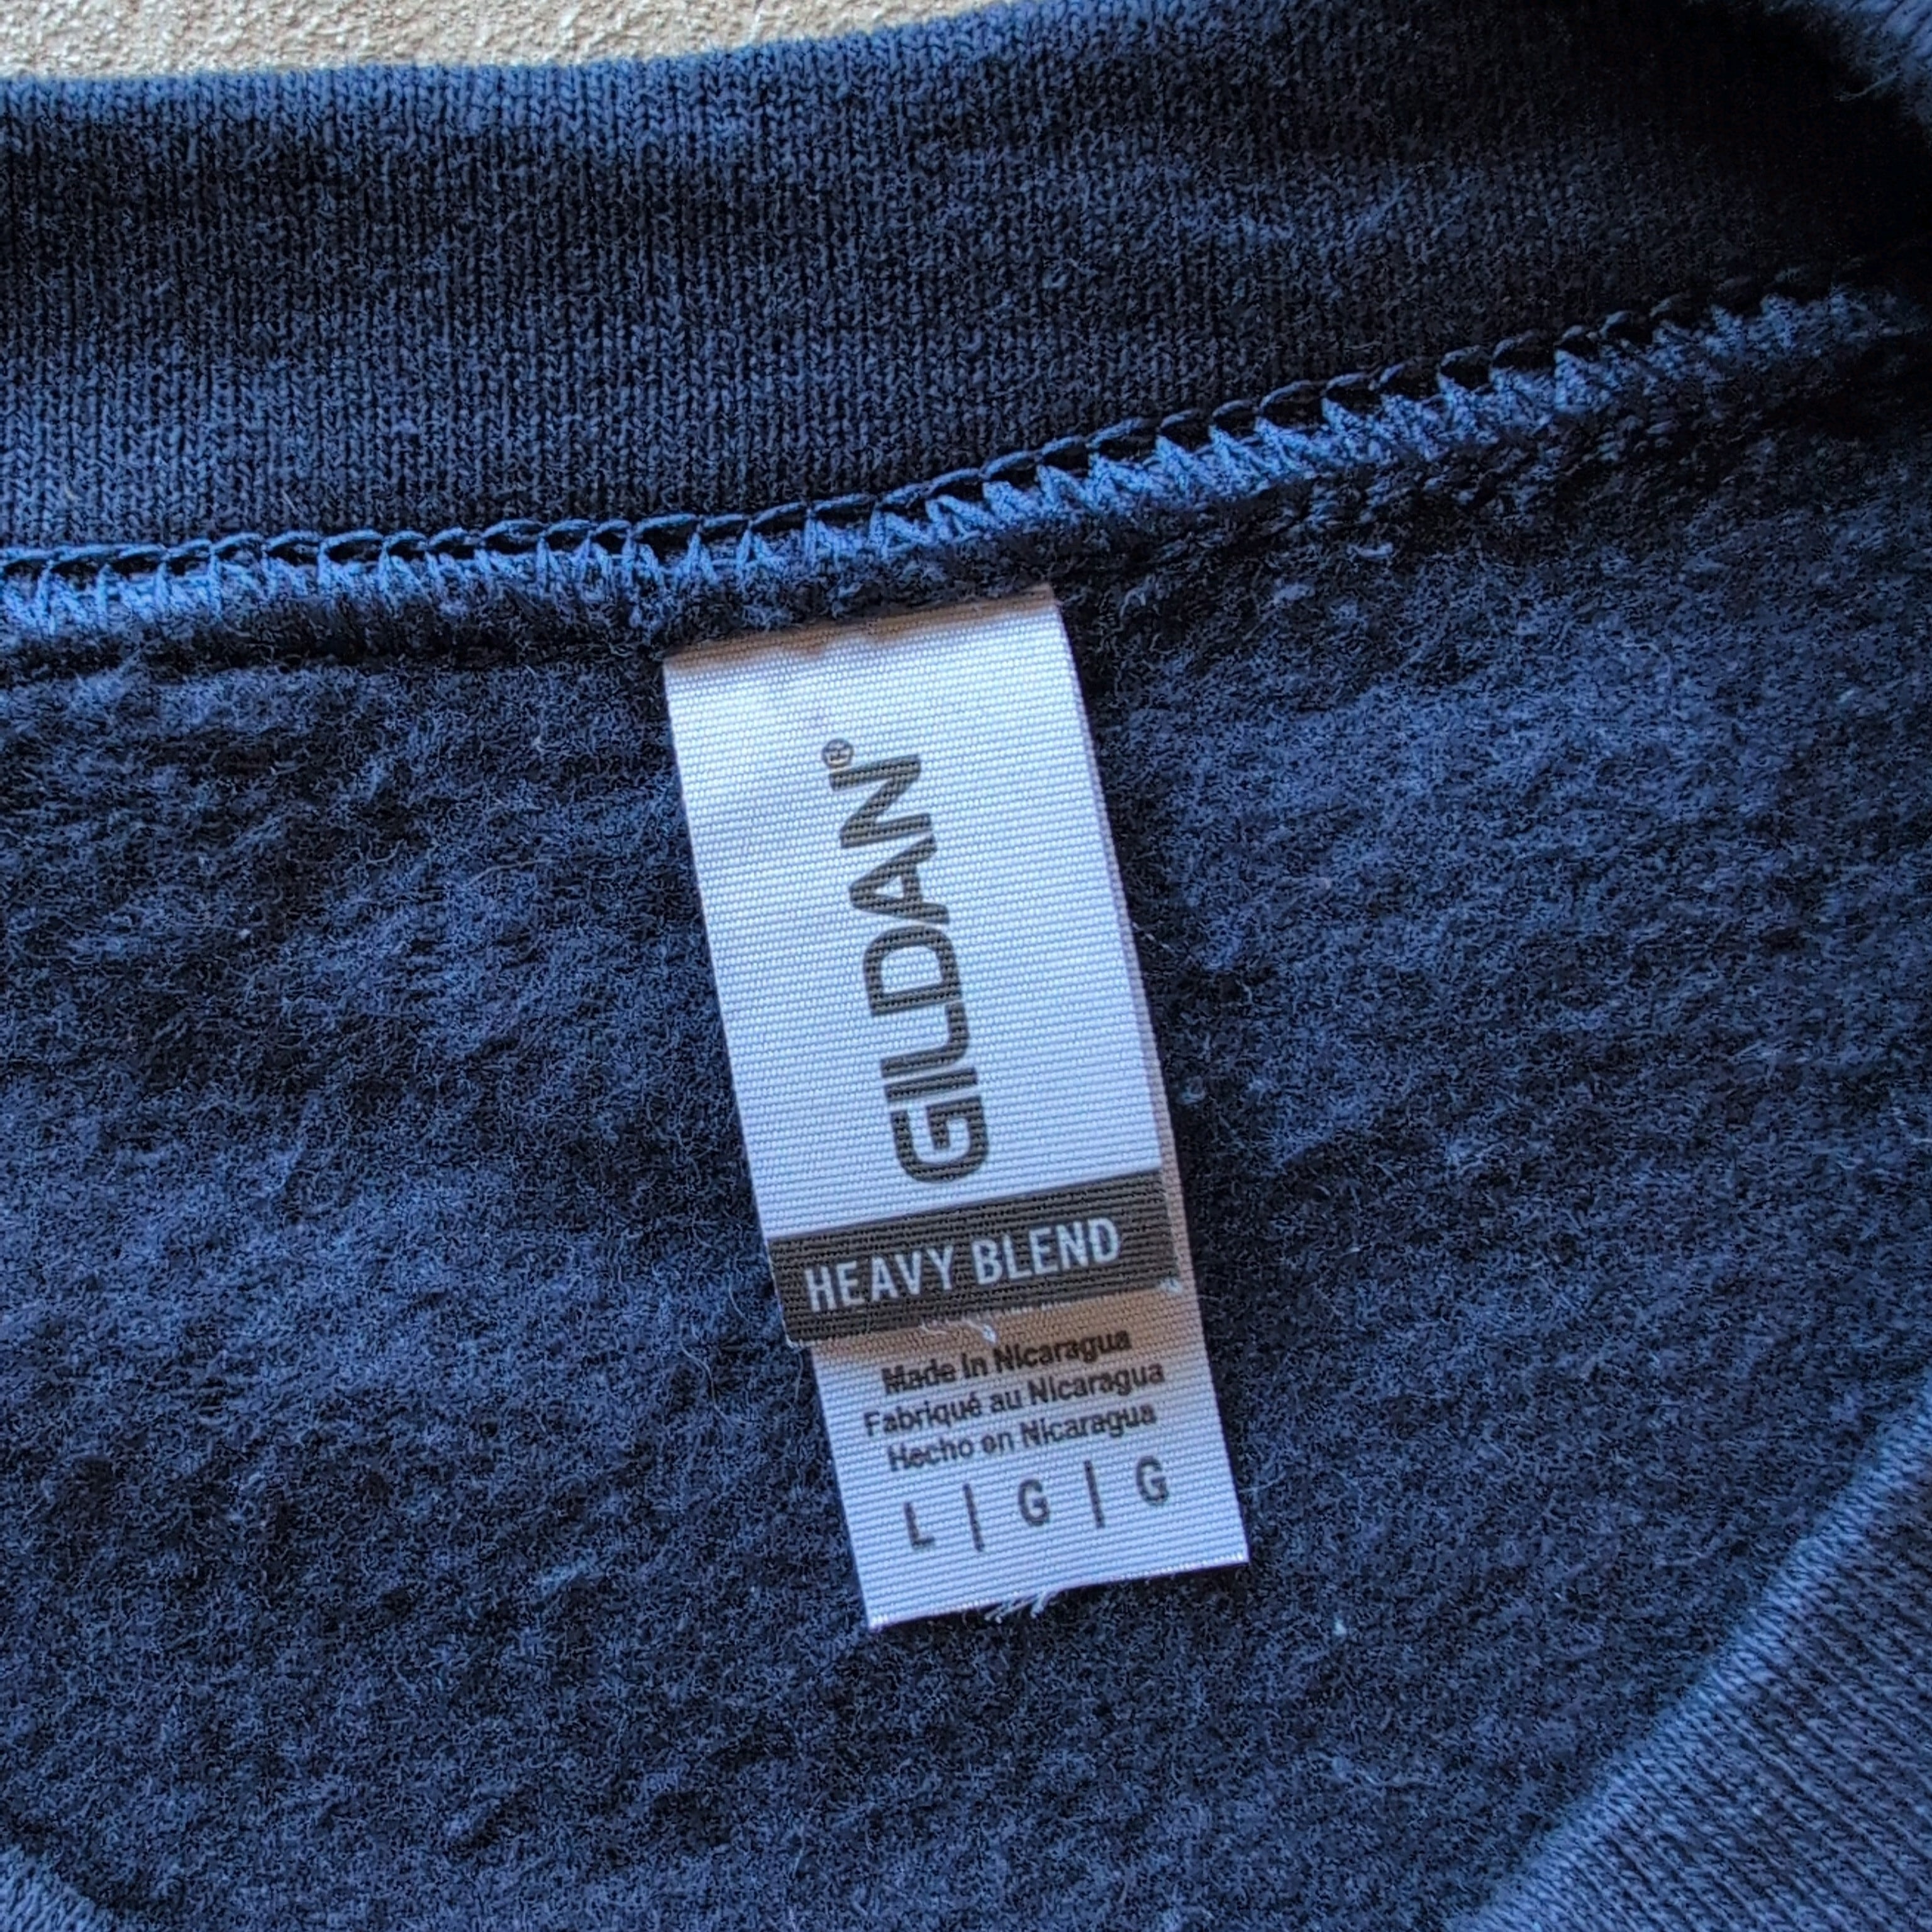 GILDAN®
HEAVY BLEND
Made in Nicaragua
Fabriqué au Nicaragua
Hecho en Nicaragua
L | G | G